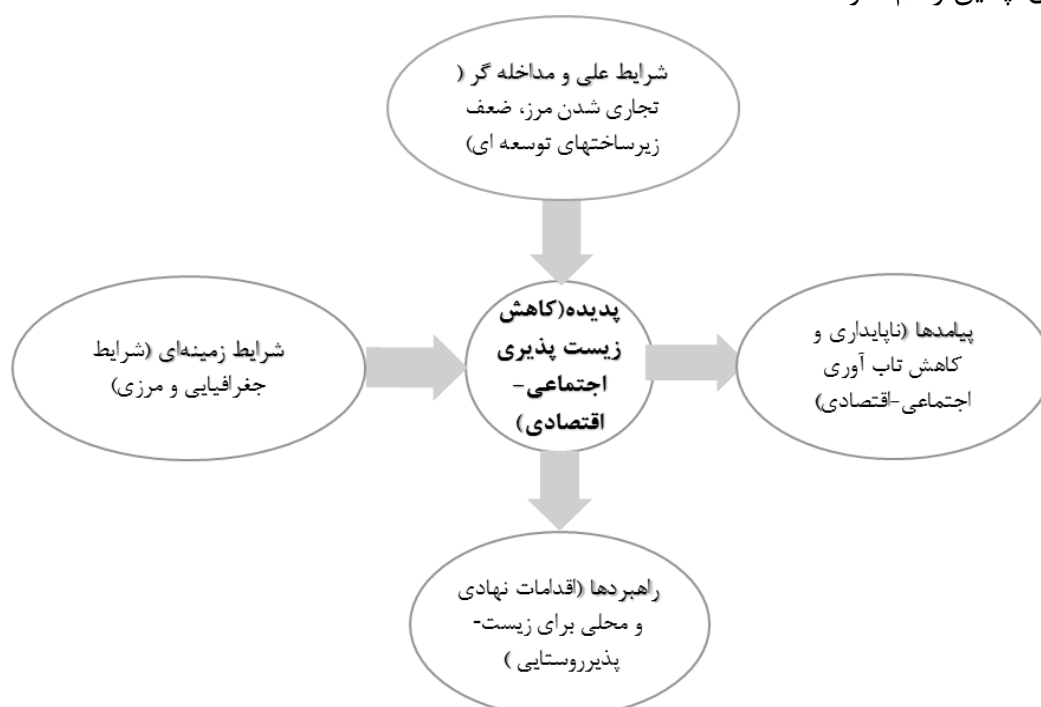 شرایط علی و مداخله گر (
تجاری شدن مرز، ضعف
زیرساختهای توسعه ای)
پدیده(کاهش
زیست پذیری
اجتماعی-
اقتصادی)
پیامدها (ناپایداری و
کاهش تاب آوری
اجتماعی-اقتصادی)
شرایط زمینه‌ای (شرایط
جغرافیایی و مرزی)
راهبردها (اقدامات نهادی
و محلی برای زیست-
پذیرروستایی )